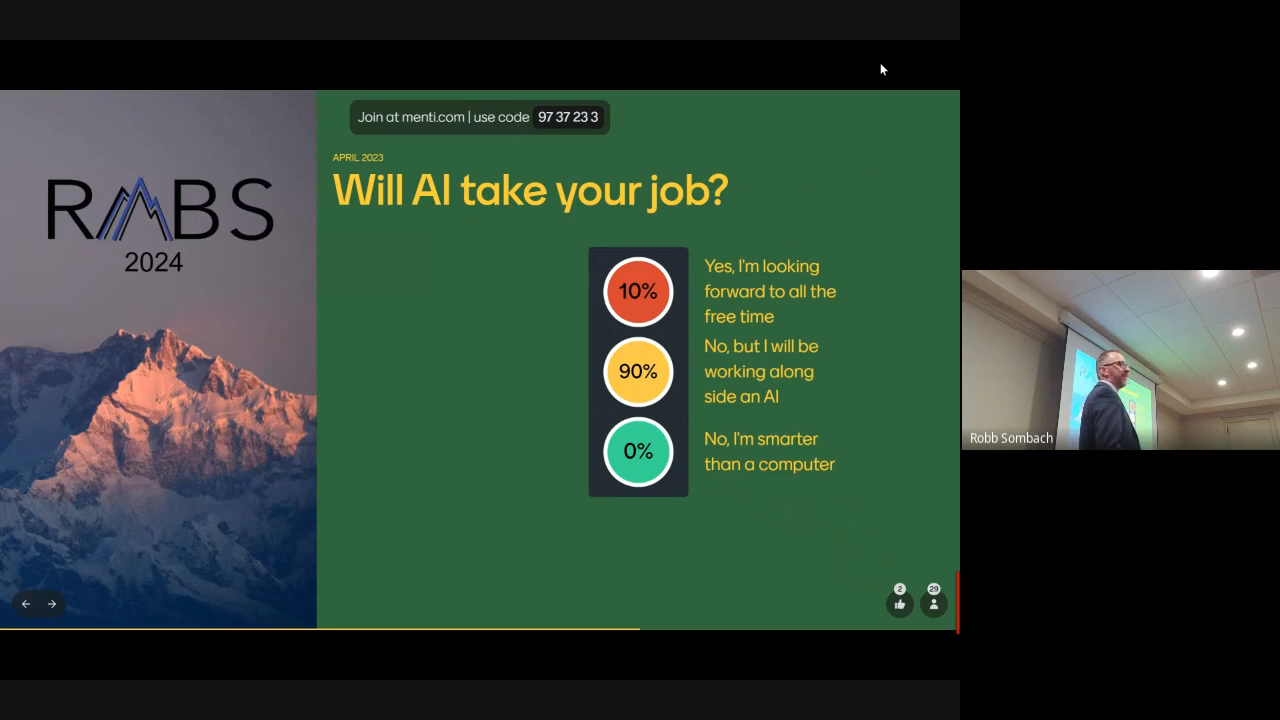 Join at menti.com | use code 97 37 23 3
APRIL 2023
Will AI take your job?
RMBS
2024
10%
Yes, I'm looking
forward to all the
free time
90%
No, but I will be
working along
side an AI
0%
No, I'm smarter
than a computer
2
29
Robb Sombach